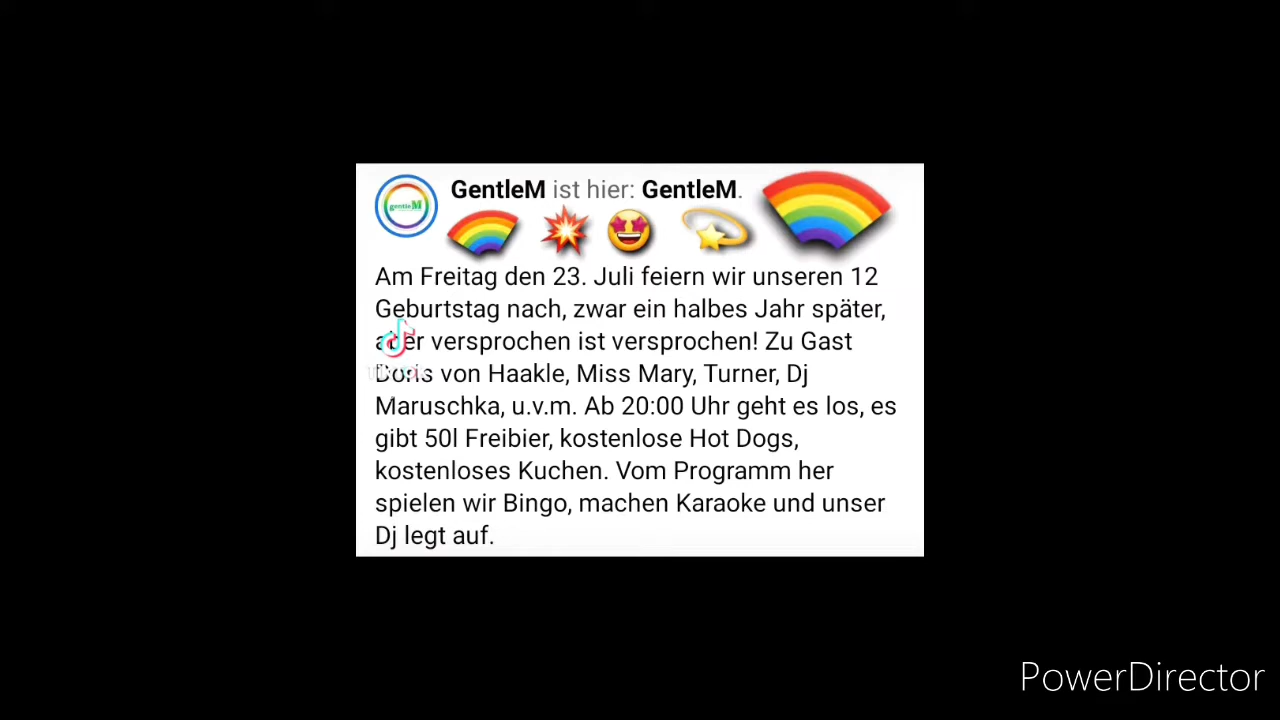 gentleM
GentleM ist hier: GentleM.
Am Freitag den 23. Juli feiern wir unseren 12
Geburtstag nach, zwar ein halbes Jahr später,
aber versprochen ist versprochen! Zu Gast
Doris von Haakle, Miss Mary, Turner, Dj
Maruschka, u.v.m. Ab 20:00 Uhr geht es los, es
gibt 50l Freibier, kostenlose Hot Dogs,
kostenloses Kuchen. Vom Programm her
spielen wir Bingo, machen Karaoke und unser
Dj legt auf.
PowerDirector